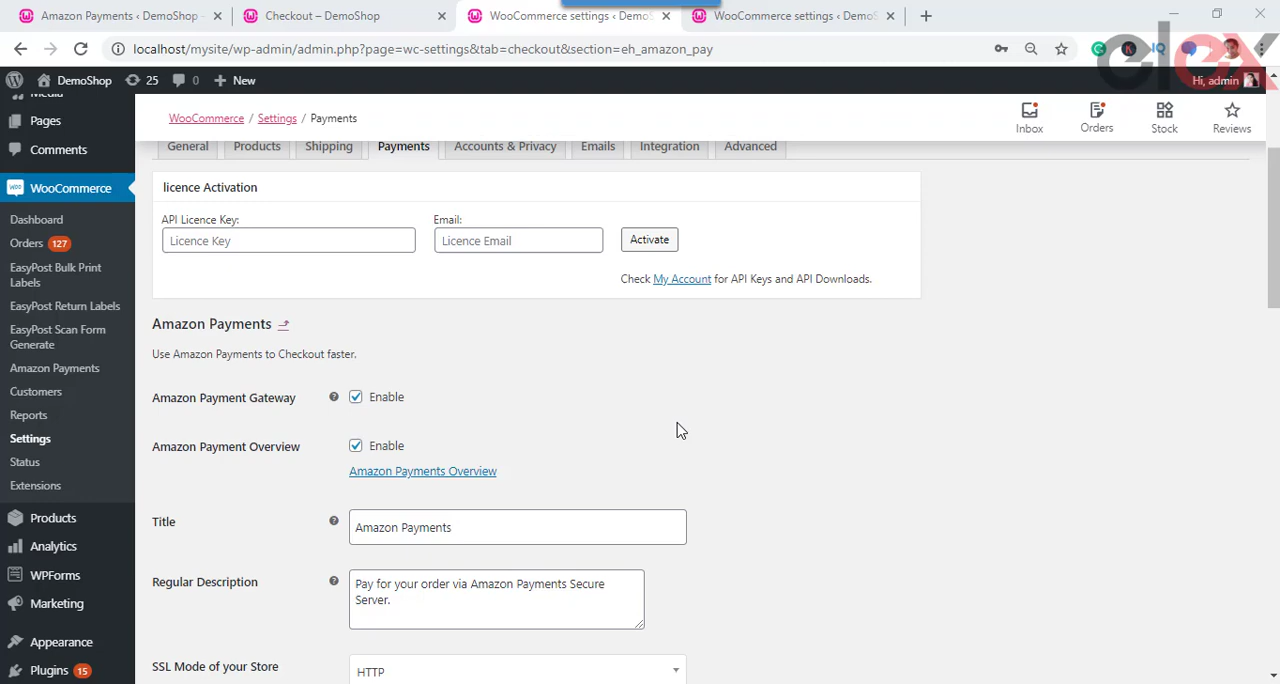 Amazon Payments ‹ DemoShop
Checkout – DemoShop
WooCommerce settings ‹ DemoS
WooCommerce settings ‹ DemoS
localhost/mysite/wp-admin/admin.php?page=wc-settings&tab=checkout&section=eh_amazon_pay
elex
DemoShop
25
0
New
Hi, admin
Media
Pages
Comments
WooCommerce
Dashboard
Orders 127
EasyPost Bulk Print
Labels
EasyPost Return Labels
EasyPost Scan Form
Generate
Amazon Payments
Customers
Reports
Settings
Status
Extensions
Products
Analytics
WPForms
Marketing
Appearance
Plugins 15
WooCommerce / Settings / Payments
Inbox
Orders
Stock
Reviews
General
Products
Shipping
Payments
Accounts & Privacy
Emails
Integration
Advanced
licence Activation
API Licence Key:
Email:
Licence Key
Licence Email
Activate
Check My Account for API Keys and API Downloads.
Amazon Payments
Use Amazon Payments to Checkout faster.
Amazon Payment Gateway
Enable
Amazon Payment Overview
Enable
Amazon Payments Overview
Title
Amazon Payments
Regular Description
Pay for your order via Amazon Payments Secure
Server.
SSL Mode of your Store
HTTP